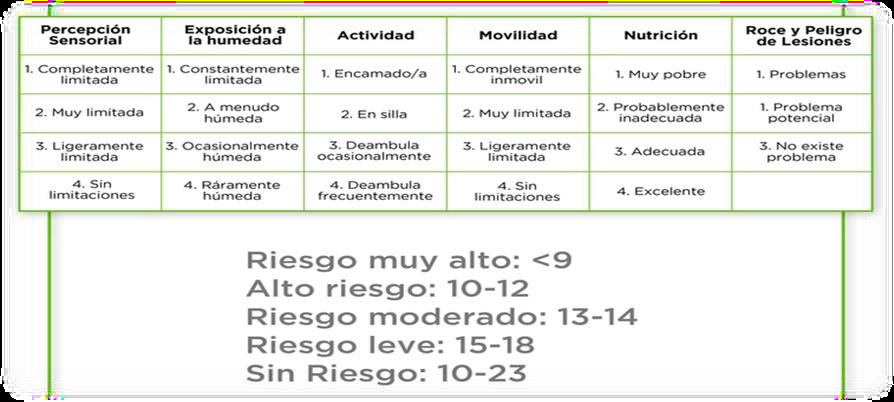 Percepción Sensorial | Exposición a la humedad | Actividad | Movilidad | Nutrición | Roce y Peligro de Lesiones
1. Completamente limitada | 1. Constantemente limitada | 1. Encamado/a | 1. Completamente inmovil | 1. Muy pobre | 1. Problemas
2. Muy limitada | 2. A menudo húmeda | 2. En silla | 2. Muy limitada | 2. Probablemente inadecuada | 1. Problema potencial
3. Ligeramente limitada | 3. Ocasionalmente húmeda | 3. Deambula ocasionalmente | 3. Ligeramente limitada | 3. Adecuada | 3. No existe problema
4. Sin limitaciones | 4. Ráramente húmeda | 4. Deambula frecuentemente | 4. Sin limitaciones | 4. Excelente
Riesgo muy alto: <9
Alto riesgo: 10-12
Riesgo moderado: 13-14
Riesgo leve: 15-18
Sin Riesgo: 10-23